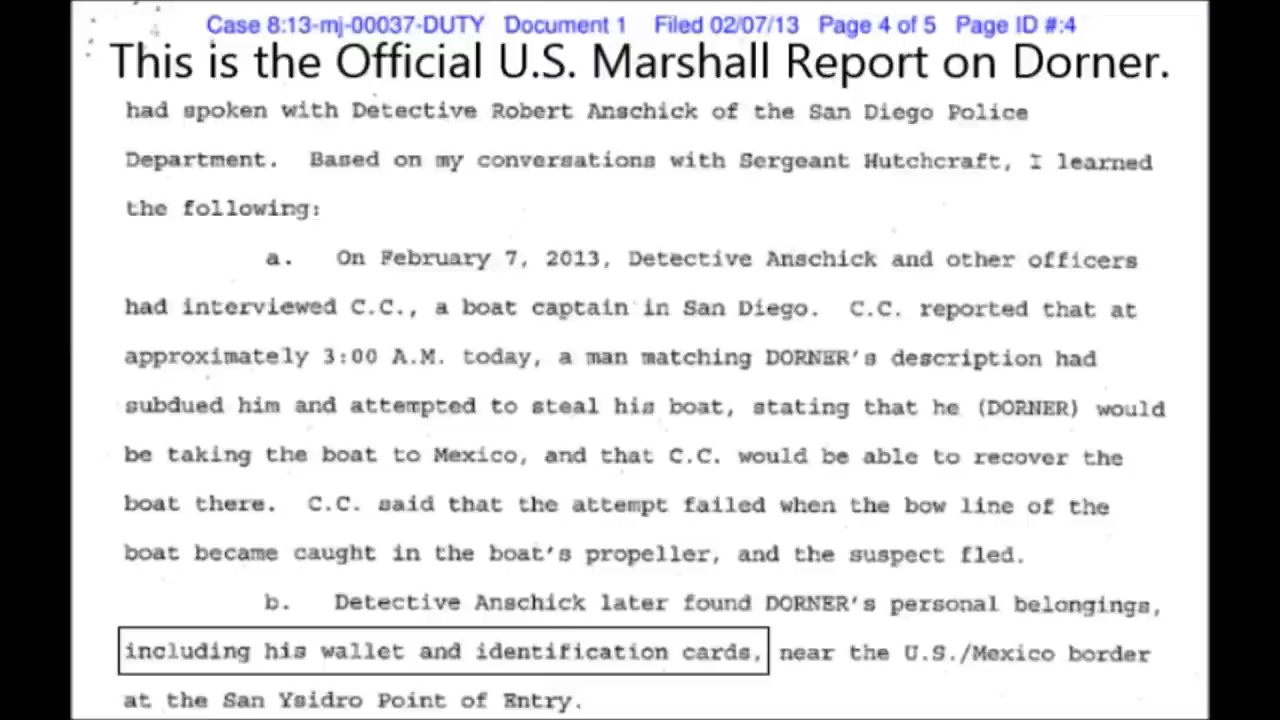 Case 8:13-mj-00037-DUTY Document 1 Filed 02/07/13 Page 4 of 5 Page ID #:4
This is the Official U.S. Marshall Report on Dorner.
had spoken with Detective Robert Anschick of the San Diego Police
Department. Based on my conversations with Sergeant Hutchcraft, I learned
the following:
a. On February 7, 2013, Detective Anschick and other officers
had interviewed C.C., a boat captain in San Diego. C.C. reported that at
approximately 3:00 A.M. today, a man matching DORNER's description had
subdued him and attempted to steal his boat, stating that he (DORNER) would
be taking the boat to Mexico, and that C.C. would be able to recover the
boat there. C.C. said that the attempt failed when the bow line of the
boat became caught in the boat's propeller, and the suspect fled.
b. Detective Anschick later found DORNER's personal belongings,
including his wallet and identification cards, near the U.S./Mexico border
at the San Ysidro Point of Entry.